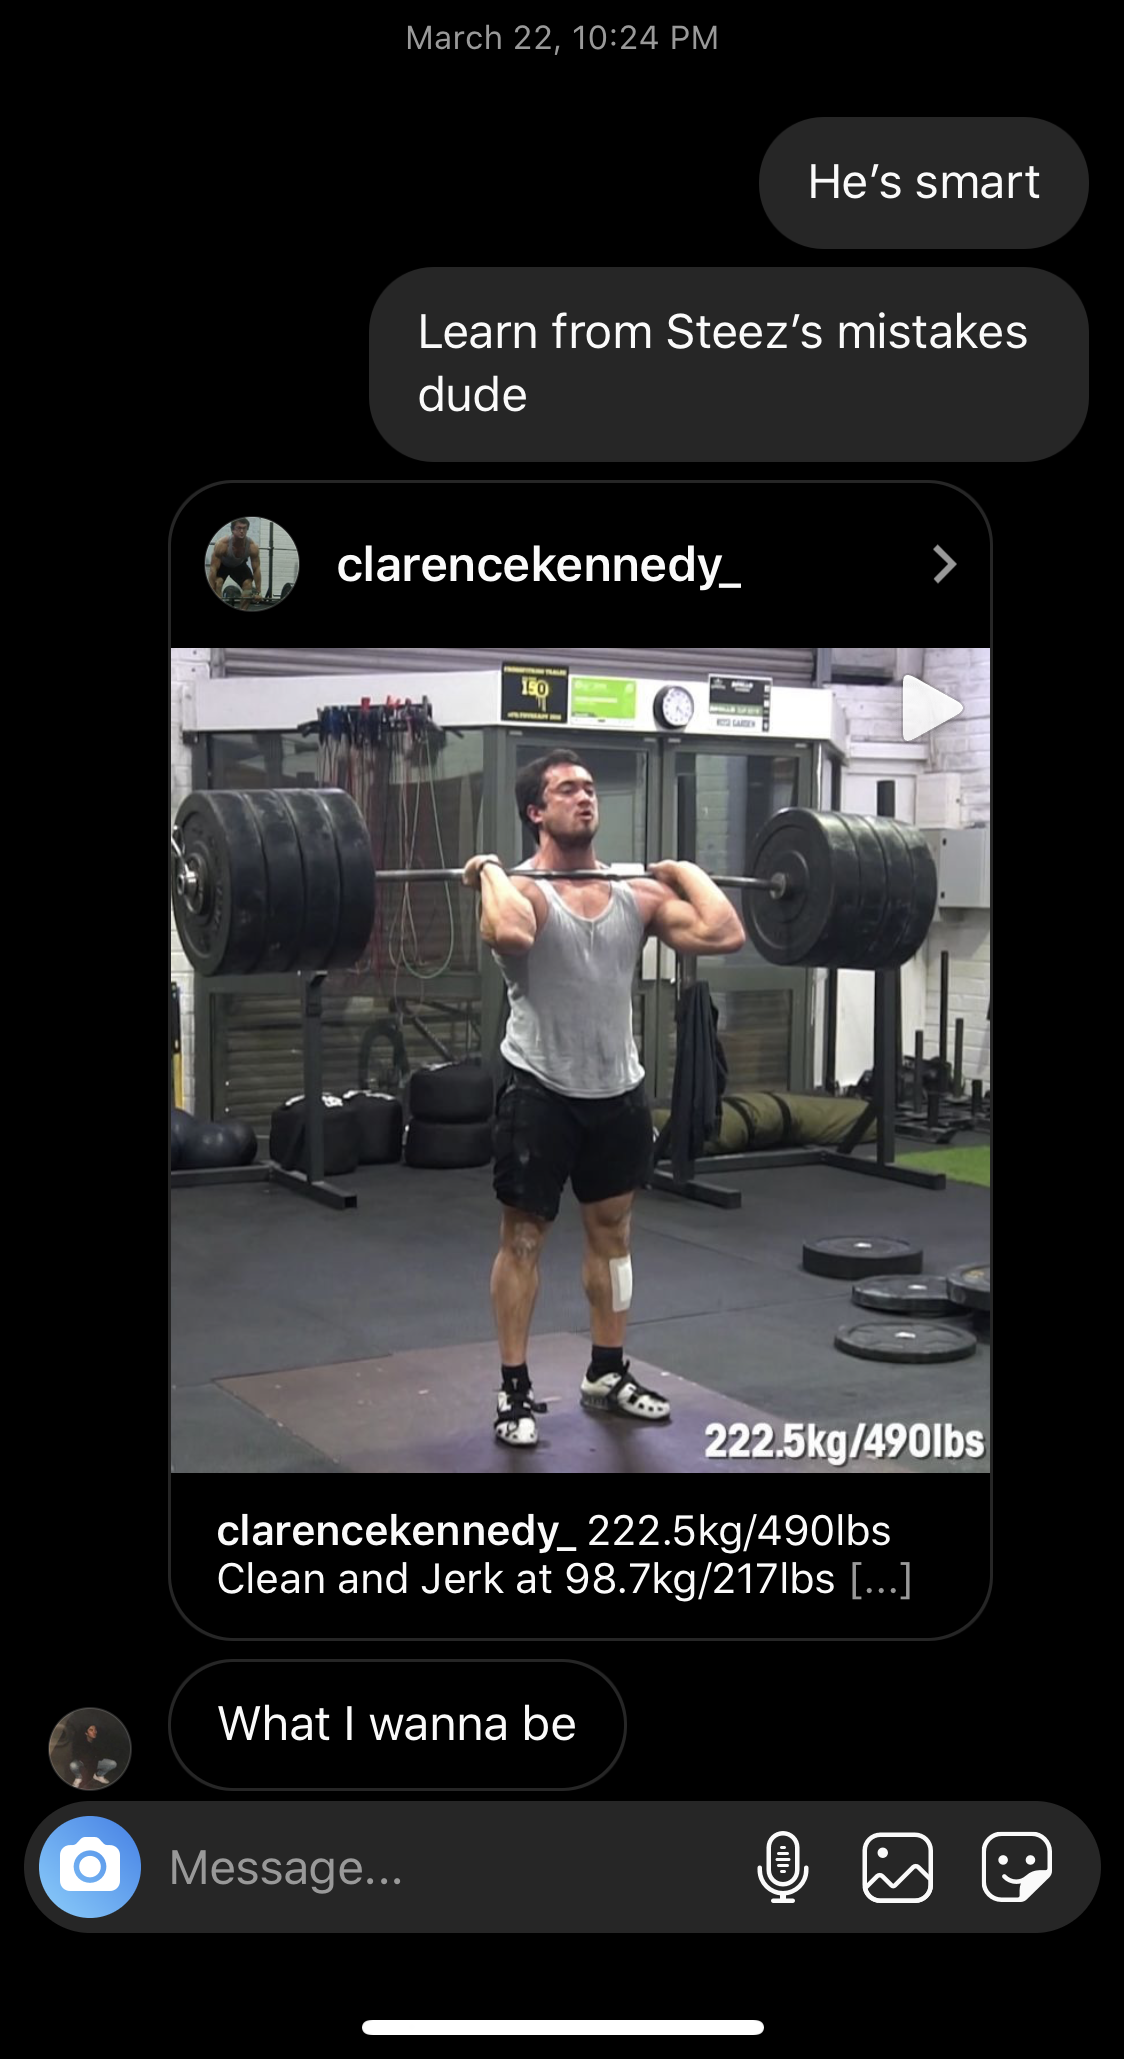 March 22, 10:24 PM
He’s smart
Learn from Steez’s mistakes
dude
clarencekennedy_
150
222.5kg/490lbs
clarencekennedy_ 222.5kg/490lbs
Clean and Jerk at 98.7kg/217lbs [...]
What I wanna be
Message...